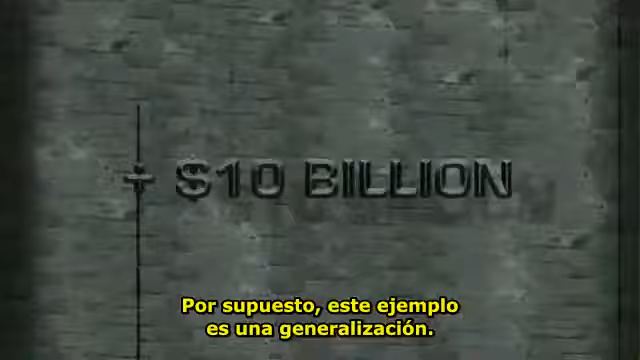 + $10 BILLION
Por supuesto, este ejemplo
es una generalización.